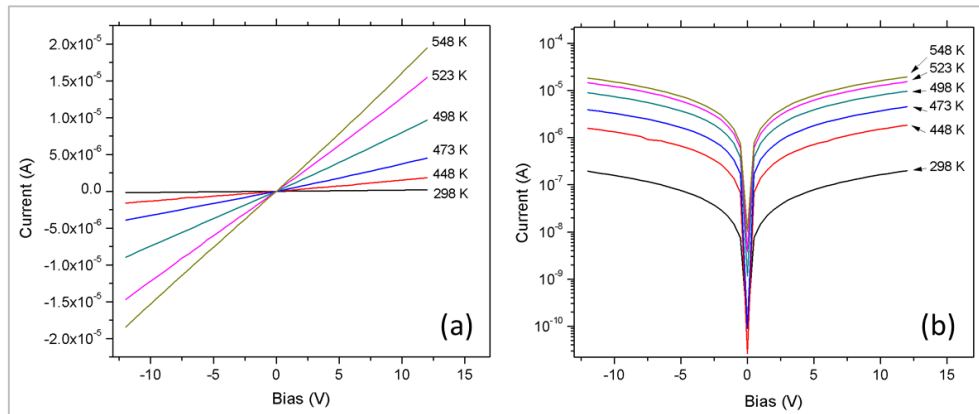 2.0x10⁻⁵
1.5x10⁻⁵
1.0x10⁻⁵
5.0x10⁻⁶
0.0
-5.0x10⁻⁶
-1.0x10⁻⁵
-1.5x10⁻⁵
-2.0x10⁻⁵
Current (A)
548 K
523 K
498 K
473 K
448 K
298 K
(a)
-10 -5 0 5 10 15
Bias (V)
10⁻⁴
10⁻⁵
10⁻⁶
10⁻⁷
10⁻⁸
10⁻⁹
10⁻¹⁰
Current (A)
548 K
523 K
498 K
473 K
448 K
298 K
(b)
-10 -5 0 5 10 15
Bias (V)